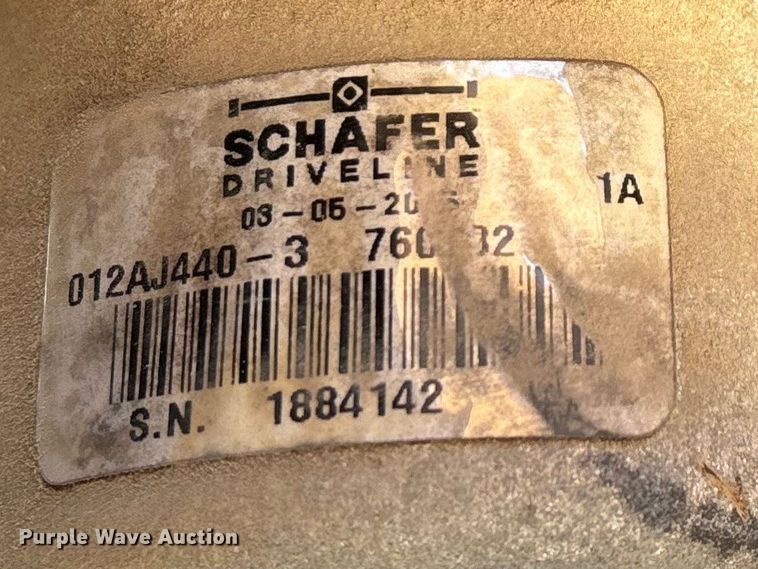 SCHAFER
DRIVELINE
1A
012AJ440-3
S.N. 1884142
Purple Wave Auction